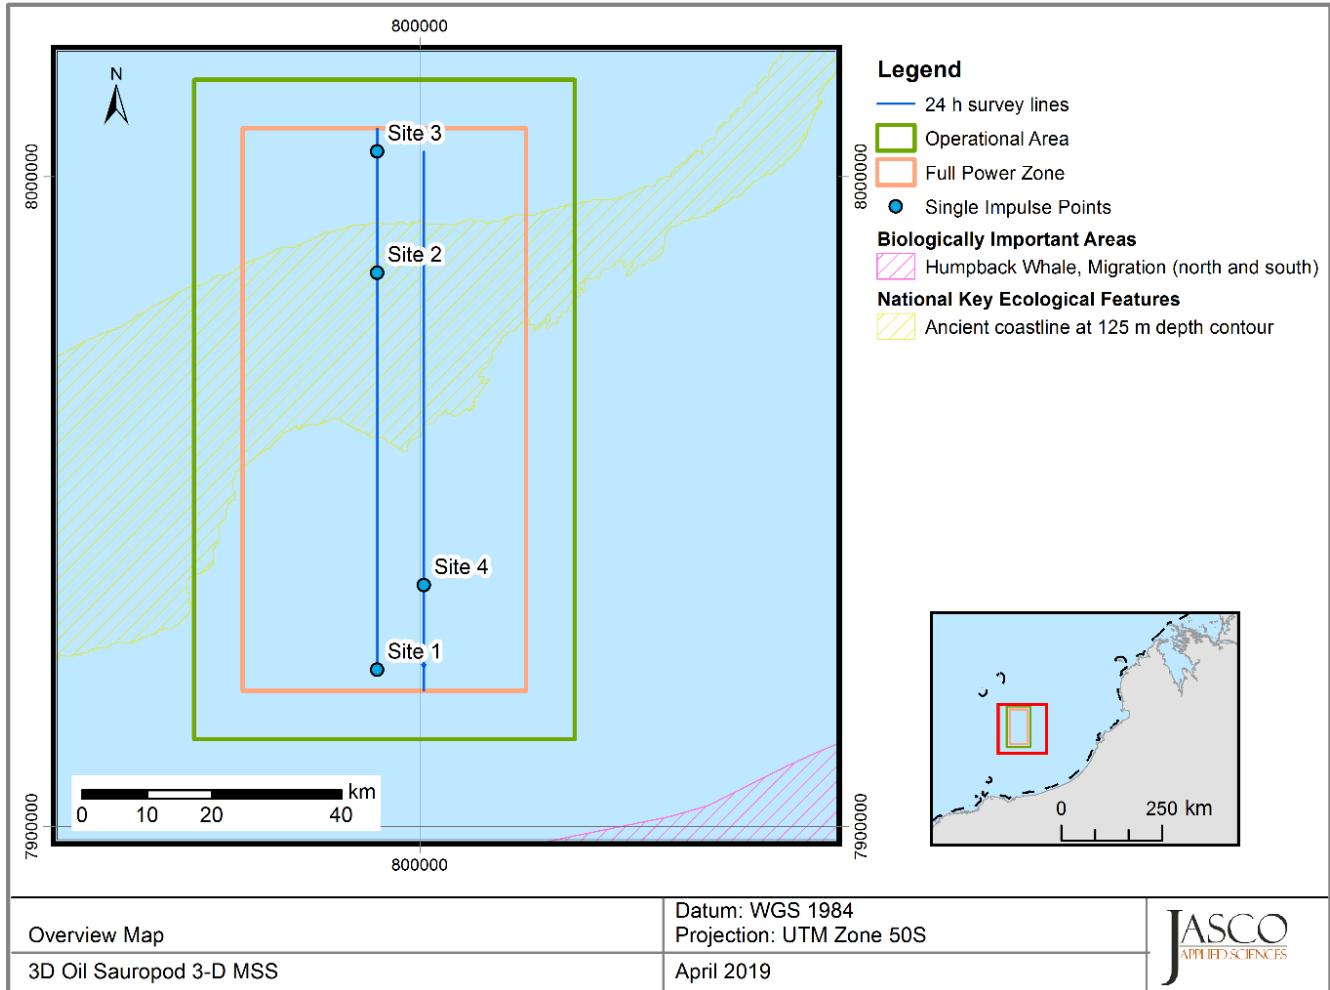 800000
N
8000000
8000000
Site 3
Site 2
Site 4
Site 1
km
0 10 20 40
7900000
7900000
800000
Legend
24 h survey lines
Operational Area
Full Power Zone
Single Impulse Points
Biologically Important Areas
Humpback Whale, Migration (north and south)
National Key Ecological Features
Ancient coastline at 125 m depth contour
0 250 km
Overview Map
Datum: WGS 1984
Projection: UTM Zone 50S
3D Oil Sauropod 3-D MSS
April 2019
JASCO
APPLIED SCIENCES